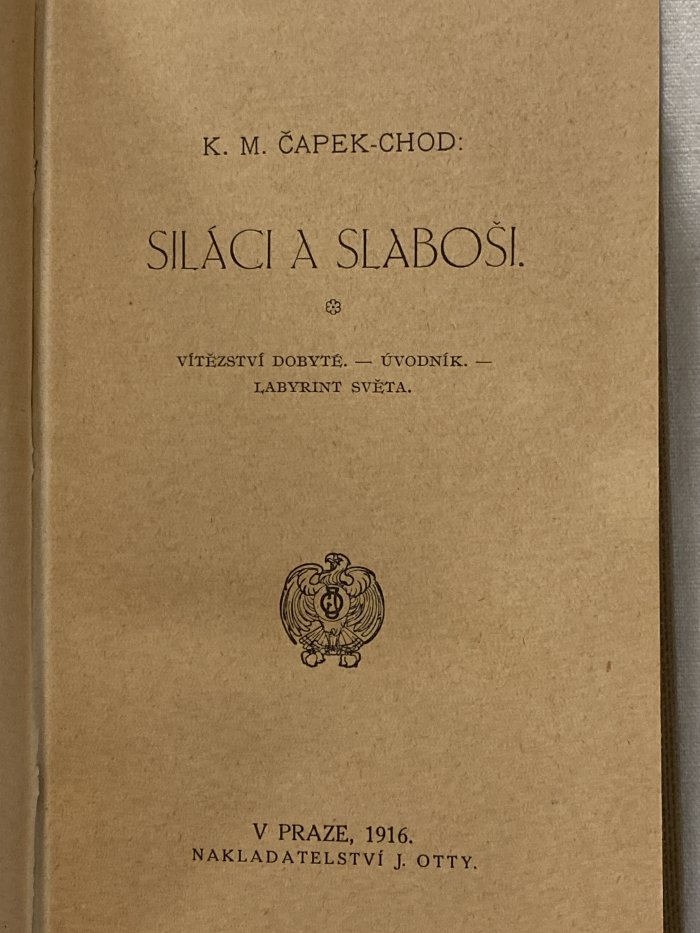 K. M. ČAPEK-CHOD:
SILÁCI A SLABOŠI.
VÍTĚZSTVÍ DOBYTÉ. — ÚVODNÍK. —
LABYRINT SVĚTA.
V PRAZE, 1916.
NAKLADATELSTVÍ J. OTTY.